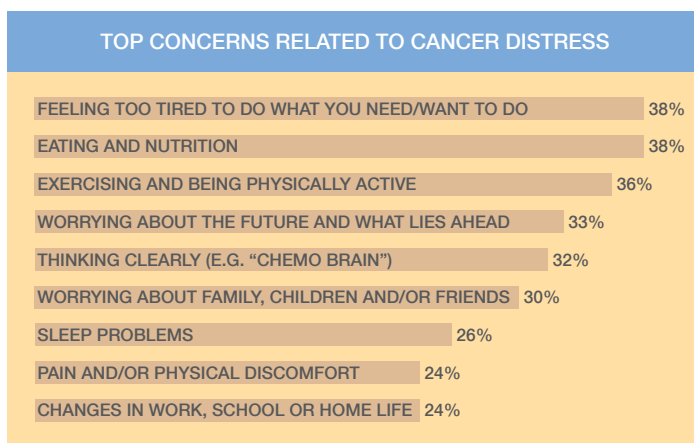 TOP CONCERNS RELATED TO CANCER DISTRESS
FEELING TOO TIRED TO DO WHAT YOU NEED/WANT TO DO 38%
EATING AND NUTRITION 38%
EXERCISING AND BEING PHYSICALLY ACTIVE 36%
WORRYING ABOUT THE FUTURE AND WHAT LIES AHEAD 33%
THINKING CLEARLY (E.G. “CHEMO BRAIN”) 32%
WORRYING ABOUT FAMILY, CHILDREN AND/OR FRIENDS 30%
SLEEP PROBLEMS 26%
PAIN AND/OR PHYSICAL DISCOMFORT 24%
CHANGES IN WORK, SCHOOL OR HOME LIFE 24%